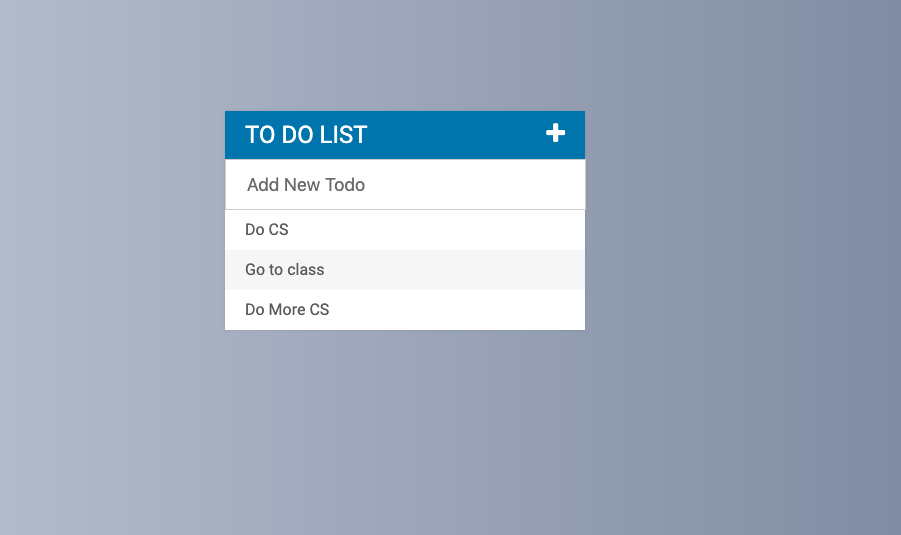 TO DO LIST
Add New Todo
Do CS
Go to class
Do More CS